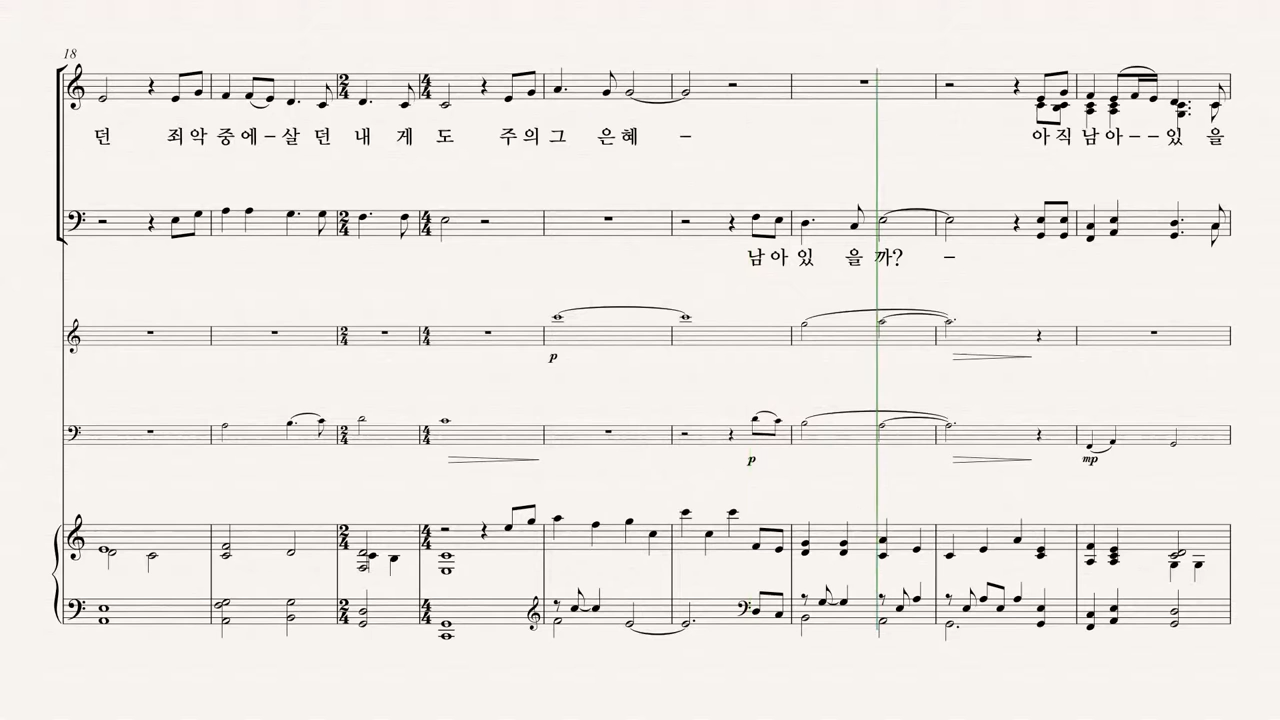 18
던 죄악중에–살 던 내 게 도 주의그 은혜 – 아직남아––있 을
남아있 을 까? –
p
p
mp